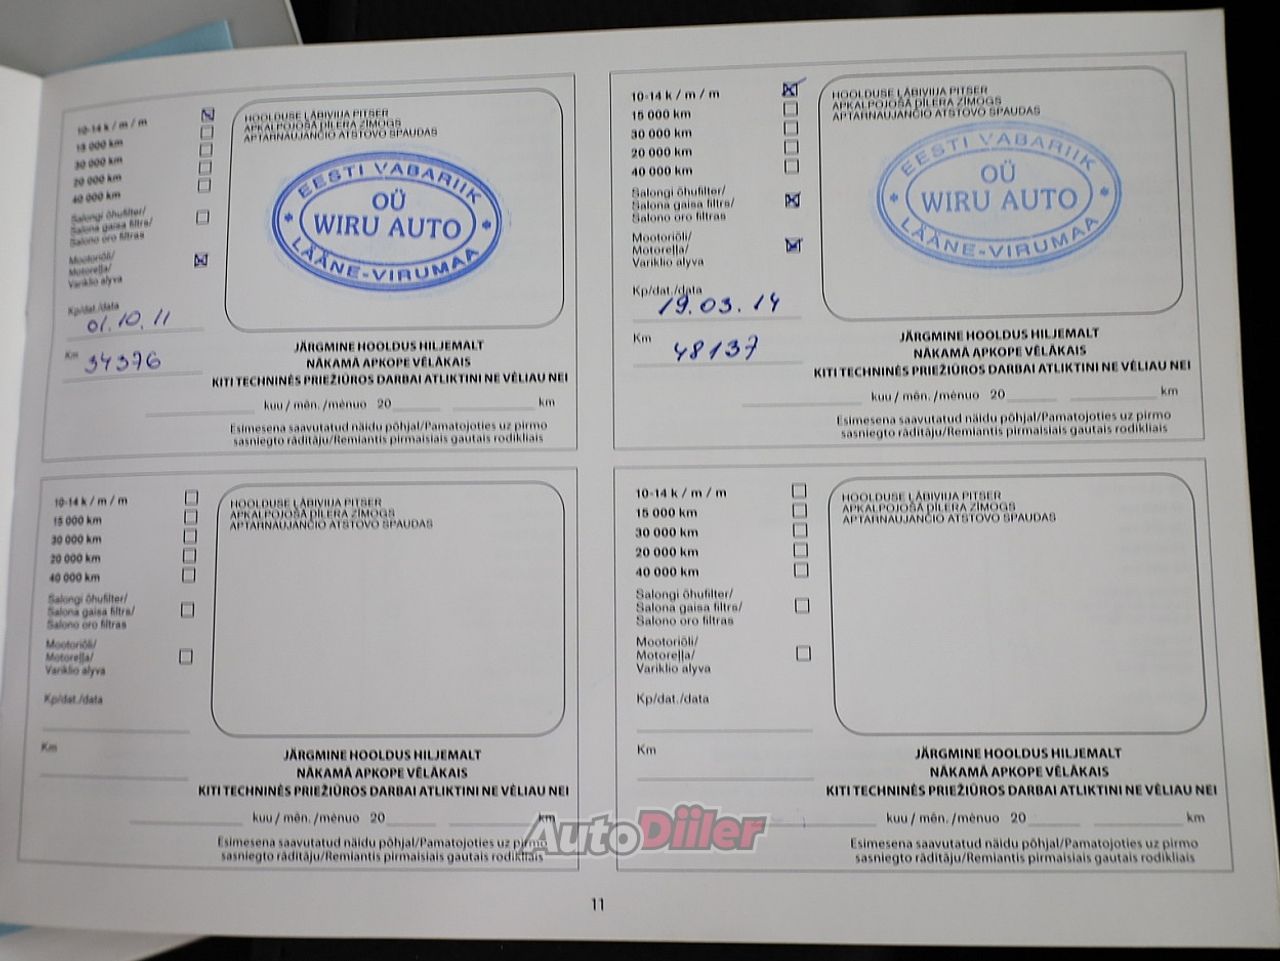 10-14 k / m / m
15 000 km
30 000 km
20 000 km
40 000 km
Salongi õhufilter/
Salona gaisa filtrs/
Salono oro filtras
Mootoriõli/
Motoreļļa/
Variklio alyva
Kp/dat./data
01.10.11
Km
34376
HOOLDUSE LÄBIVIIJA PITSER
APKALPOJOŠĀ DĪLERA ZĪMOGS
APTARNAUJANČIO ATSTOVO SPAUDAS
EESTI VABARIIK
OÜ
WIRU AUTO
LÄÄNE-VIRUMAA
JÄRGMINE HOOLDUS HILJEMALT
NĀKAMĀ APKOPE VĒLĀKAIS
KITI TECHNINĖS PRIEŽIŪROS DARBAI ATLIKTINI NE VĖLIAU NEI
kuu / mēn. /mėnuo 20 km
Esimesena saavutatud näidu põhjal/Pamatojoties uz pirmo
sasniegto rādītāju/Remiantis pirmaisiais gautais rodikliais
10-14 k / m / m
15 000 km
30 000 km
20 000 km
40 000 km
Salongi õhufilter/
Salona gaisa filtrs/
Salono oro filtras
Mootoriõli/
Motoreļļa/
Variklio alyva
Kp/dat./data
19.03.14
Km
48137
HOOLDUSE LÄBIVIIJA PITSER
APKALPOJOŠĀ DĪLERA ZĪMOGS
APTARNAUJANČIO ATSTOVO SPAUDAS
EESTI VABARIIK
OÜ
WIRU AUTO
LÄÄNE-VIRUMAA
JÄRGMINE HOOLDUS HILJEMALT
NĀKAMĀ APKOPE VĒLĀKAIS
KITI TECHNINĖS PRIEŽIŪROS DARBAI ATLIKTINI NE VĖLIAU NEI
kuu / mēn. /mėnuo 20 km
Esimesena saavutatud näidu põhjal/Pamatojoties uz pirmo
sasniegto rādītāju/Remiantis pirmaisiais gautais rodikliais
10-14 k / m / m
15 000 km
30 000 km
20 000 km
40 000 km
Salongi õhufilter/
Salona gaisa filtrs/
Salono oro filtras
Mootoriõli/
Motoreļļa/
Variklio alyva
Kp/dat./data
Km
HOOLDUSE LÄBIVIIJA PITSER
APKALPOJOŠĀ DĪLERA ZĪMOGS
APTARNAUJANČIO ATSTOVO SPAUDAS
JÄRGMINE HOOLDUS HILJEMALT
NĀKAMĀ APKOPE VĒLĀKAIS
KITI TECHNINĖS PRIEŽIŪROS DARBAI ATLIKTINI NE VĖLIAU NEI
kuu / mēn. /mėnuo 20 km
Esimesena saavutatud näidu põhjal/Pamatojoties uz pirmo
sasniegto rādītāju/Remiantis pirmaisiais gautais rodikliais
10-14 k / m / m
15 000 km
30 000 km
20 000 km
40 000 km
Salongi õhufilter/
Salona gaisa filtrs/
Salono oro filtras
Mootoriõli/
Motoreļļa/
Variklio alyva
Kp/dat./data
Km
HOOLDUSE LÄBIVIIJA PITSER
APKALPOJOŠĀ DĪLERA ZĪMOGS
APTARNAUJANČIO ATSTOVO SPAUDAS
JÄRGMINE HOOLDUS HILJEMALT
NĀKAMĀ APKOPE VĒLĀKAIS
KITI TECHNINĖS PRIEŽIŪROS DARBAI ATLIKTINI NE VĖLIAU NEI
kuu / mēn. /mėnuo 20 km
Esimesena saavutatud näidu põhjal/Pamatojoties uz pirmo
sasniegto rādītāju/Remiantis pirmaisiais gautais rodikliais
AutoDiiler
11